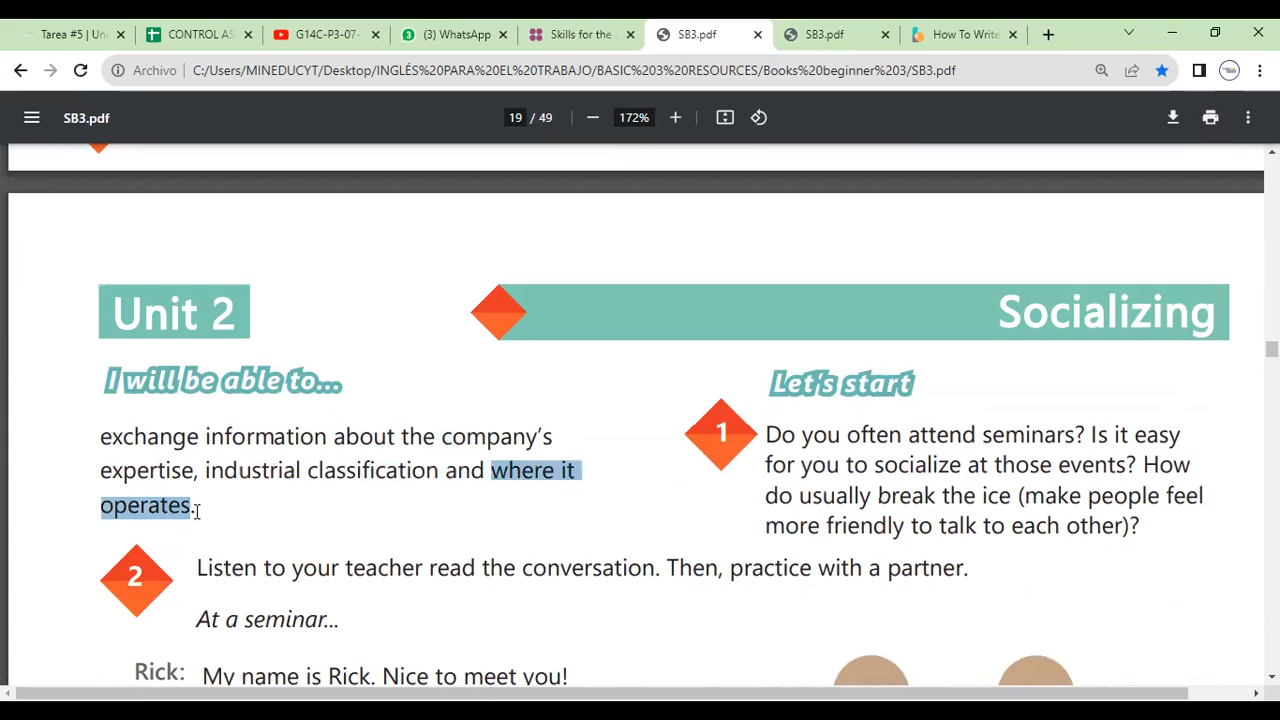 Tarea #5 | Un
CONTROL AS
G14C-P3-07-
3
(3) WhatsApp
Skills for the
SB3.pdf
SB3.pdf
How To Write
Archivo
C:/Users/MINEDUCYT/Desktop/INGLÉS%20PARA%20EL%20TRABAJO/BASIC%203%20RESOURCES/Books%20beginner%203/SB3.pdf
SB3.pdf
19 / 49
172%
Unit 2
Socializing
I will be able to...
Let's start
exchange information about the company's
expertise, industrial classification and where it
operates.
1
Do you often attend seminars? Is it easy
for you to socialize at those events? How
do usually break the ice (make people feel
more friendly to talk to each other)?
2
Listen to your teacher read the conversation. Then, practice with a partner.
At a seminar...
Rick: My name is Rick. Nice to meet you!